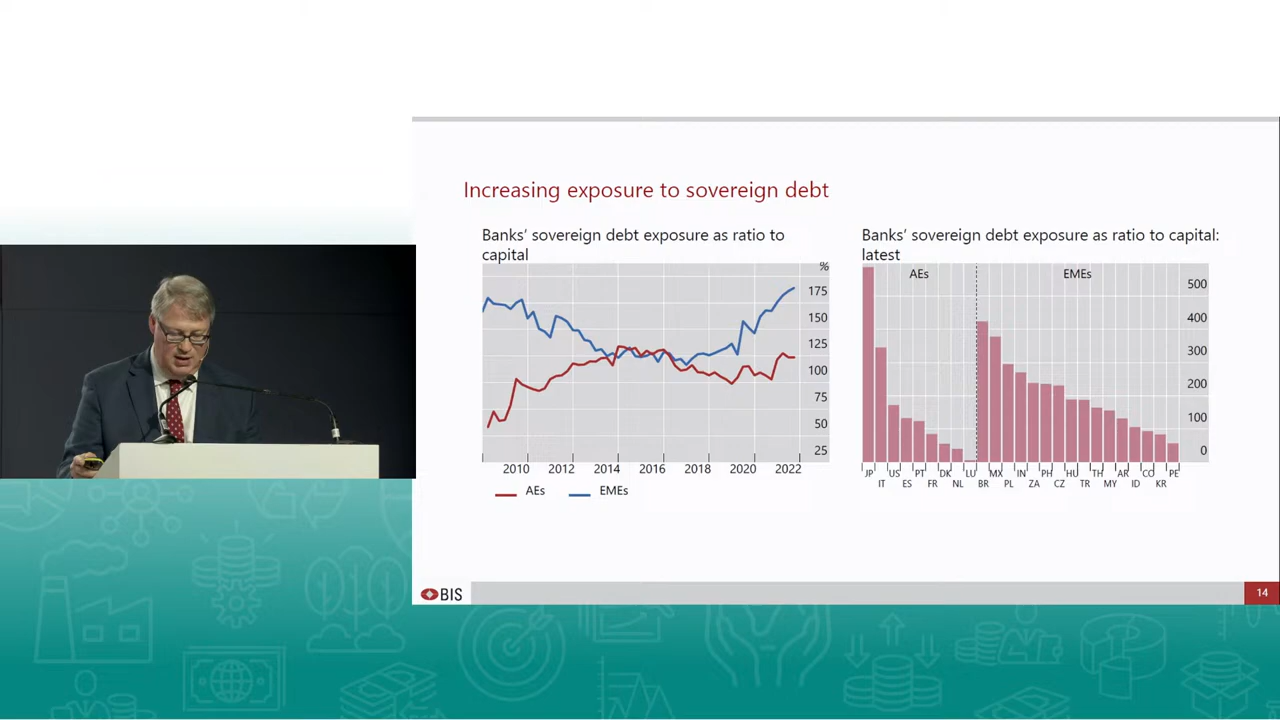 Increasing exposure to sovereign debt
Banks’ sovereign debt exposure as ratio to
capital
%
175
150
125
100
75
50
25
2010 2012 2014 2016 2018 2020 2022
AEs EMEs
Banks’ sovereign debt exposure as ratio to capital:
latest
AEs EMEs
500
400
300
200
100
0
JP US PT DK LU MX IN PH HU TH AR CO PE
IT ES FR NL BR PL ZA CZ TR MY ID KR
BIS
14